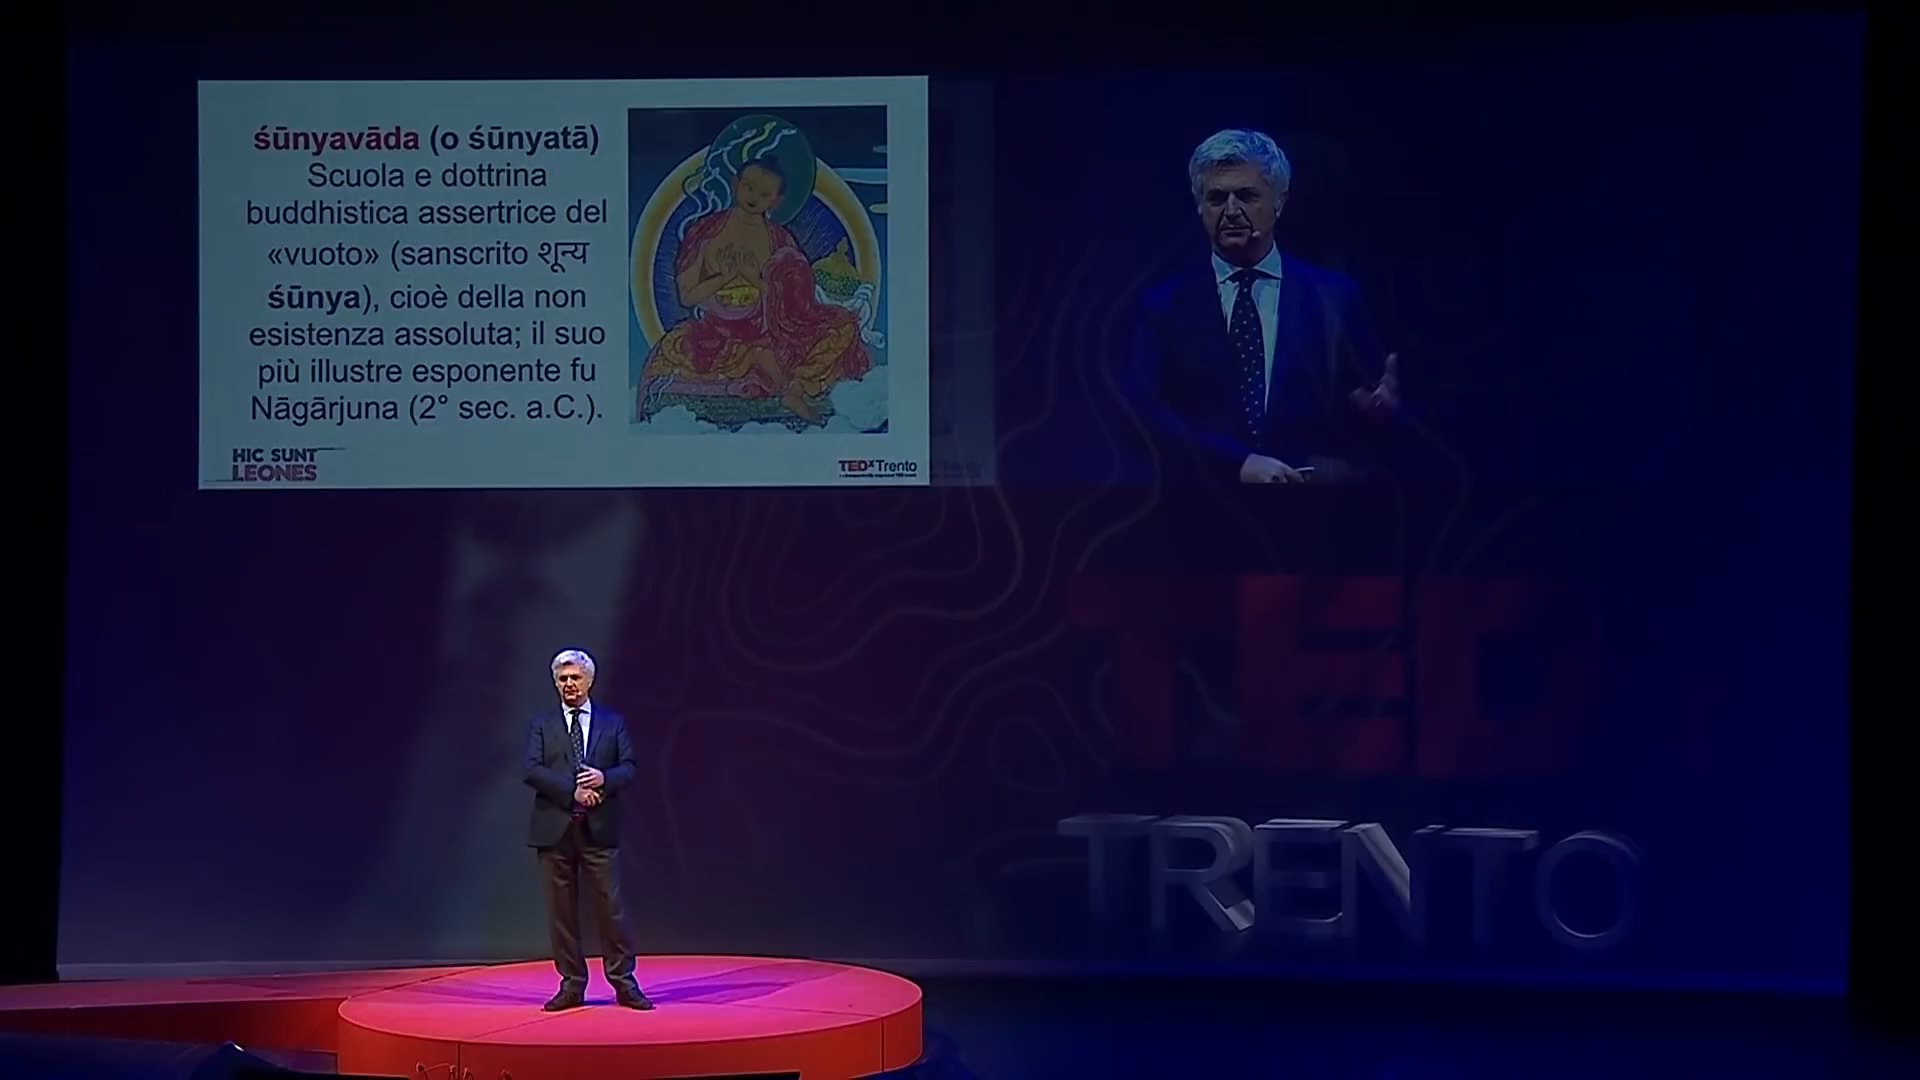 śūnyavāda (o śūnyatā)
Scuola e dottrina
buddhistica assertrice del
«vuoto» (sanscrito शून्य
śūnya), cioè della non
esistenza assoluta; il suo
più illustre esponente fu
Nāgārjuna (2° sec. a.C.).
HIC SUNT
LEONES
TEDxTrento
TED
TRENTO